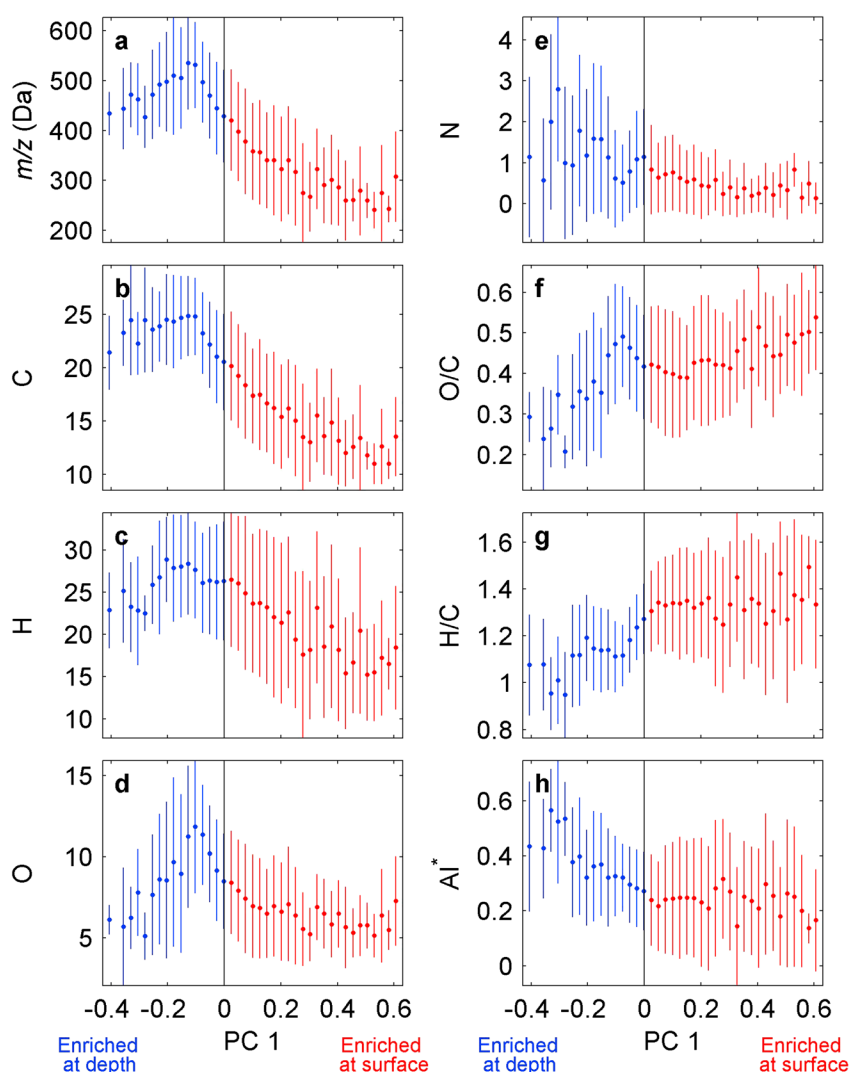 a
600
500
400
300
200
m/z (Da)
b
25
20
15
10
C
c
30
25
20
15
10
H
d
15
10
5
O
-0.4 -0.2 0 0.2 0.4 0.6
Enriched
at depth
PC 1
Enriched
at surface
e
4
3
2
1
0
N
f
0.6
0.5
0.4
0.3
0.2
O/C
g
1.6
1.4
1.2
1
0.8
H/C
h
0.6
0.4
0.2
0
AI*
-0.4 -0.2 0 0.2 0.4 0.6
Enriched
at depth
PC 1
Enriched
at surface